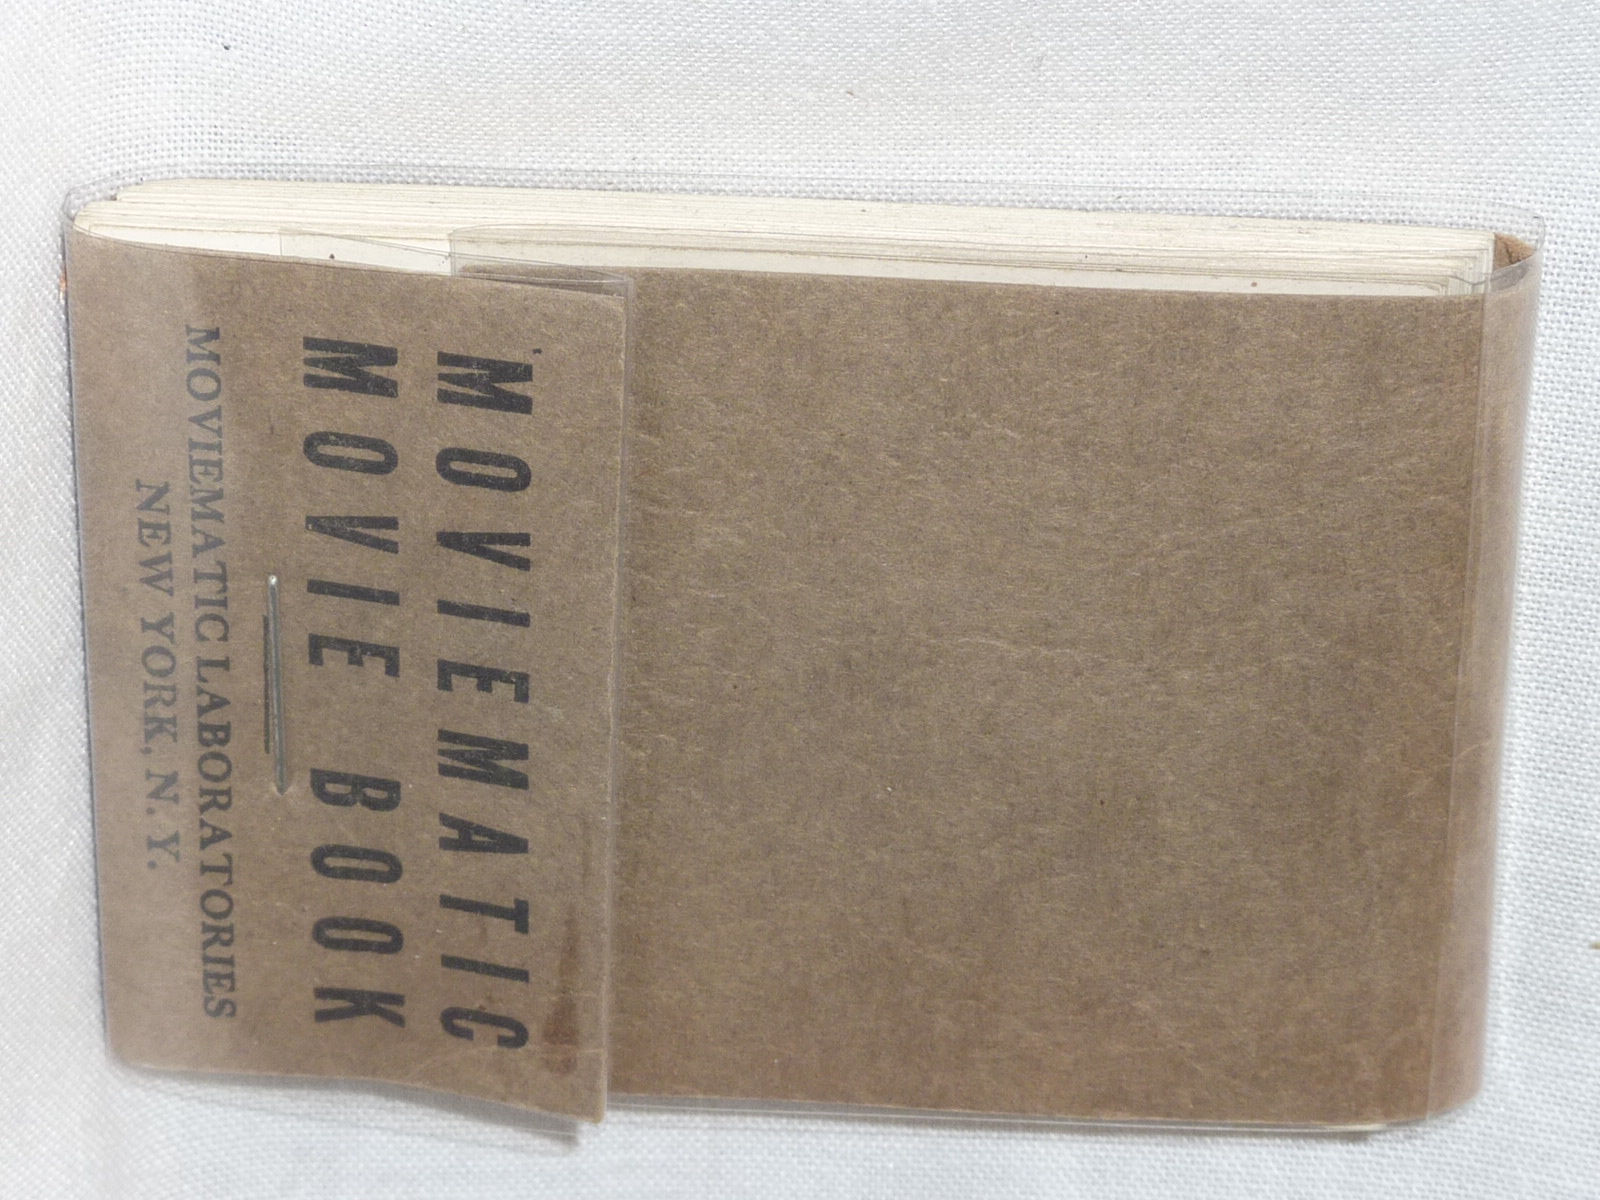 MOVIEMATIC
MOVIE BOOK
MOVIEMATIC LABORATORIES
NEW YORK, N. Y.